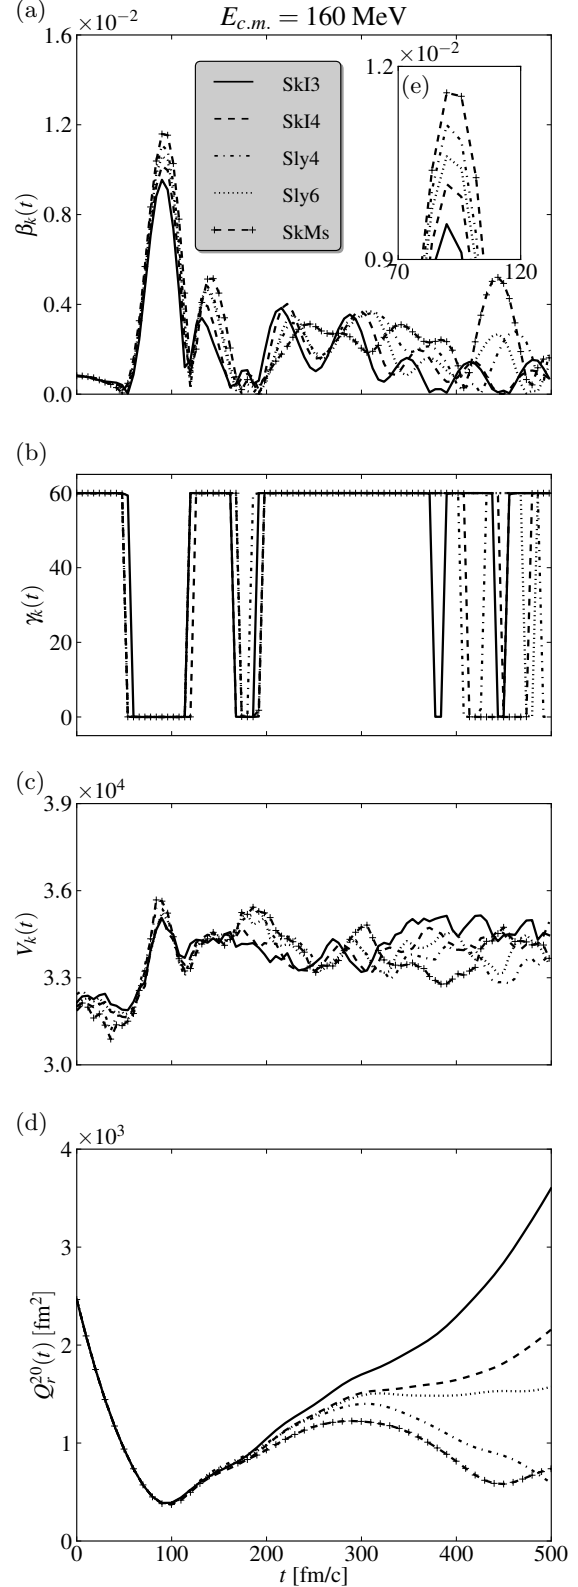 (a)
×10⁻²
E_{c.m.} = 160 MeV
1.6
1.2
0.8
0.4
0.0
β_k(t)
SkI3
SkI4
Sly4
Sly6
SkMs
×10⁻²
1.2
(e)
0.9
70
120
(b)
60
40
20
0
γ_k(t)
(c)
×10⁴
3.9
3.6
3.3
3.0
V_k(t)
(d)
×10³
4
3
2
1
0
Q_r^{20}(t) [fm²]
0 100 200 300 400 500
t [fm/c]